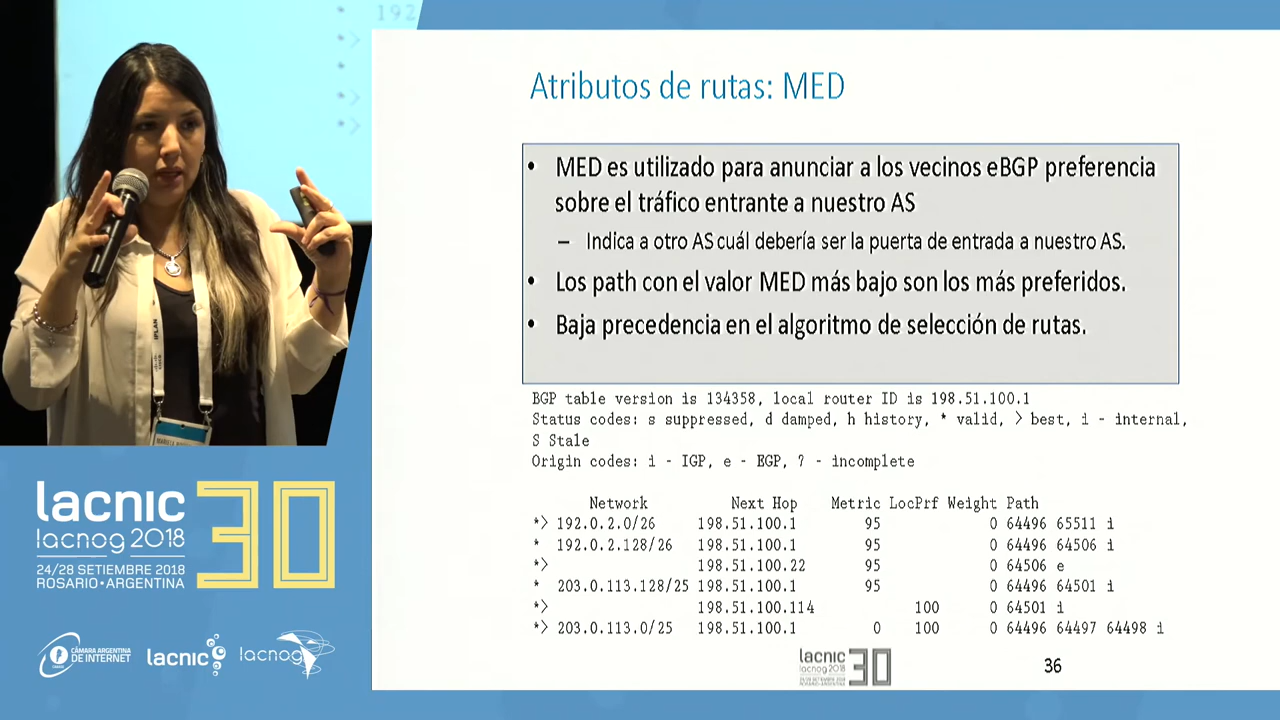 192
Atributos de rutas: MED
• MED es utilizado para anunciar a los vecinos eBGP preferencia
sobre el tráfico entrante a nuestro AS
– Indica a otro AS cuál debería ser la puerta de entrada a nuestro AS.
• Los path con el valor MED más bajo son los más preferidos.
• Baja precedencia en el algoritmo de selección de rutas.
BGP table version is 134358, local router ID is 198.51.100.1
Status codes: s suppressed, d damped, h history, * valid, > best, i - internal,
S Stale
Origin codes: i - IGP, e - EGP, ? - incomplete
Network Next Hop Metric LocPrf Weight Path
*> 192.0.2.0/26 198.51.100.1 95 0 64496 65511 i
* 192.0.2.128/26 198.51.100.1 95 0 64496 64506 i
*> 198.51.100.22 95 0 64506 e
* 203.0.113.128/25 198.51.100.1 95 0 64496 64501 i
*> 198.51.100.114 100 0 64501 i
*> 203.0.113.0/25 198.51.100.1 0 100 0 64496 64497 64498 i
lacnic 30
36
IPLAN
lacnic 30
lacnog 2018
24/28 SETIEMBRE 2018
ROSARIO • ARGENTINA
CÁMARA ARGENTINA
DE INTERNET
lacnic
lacnog